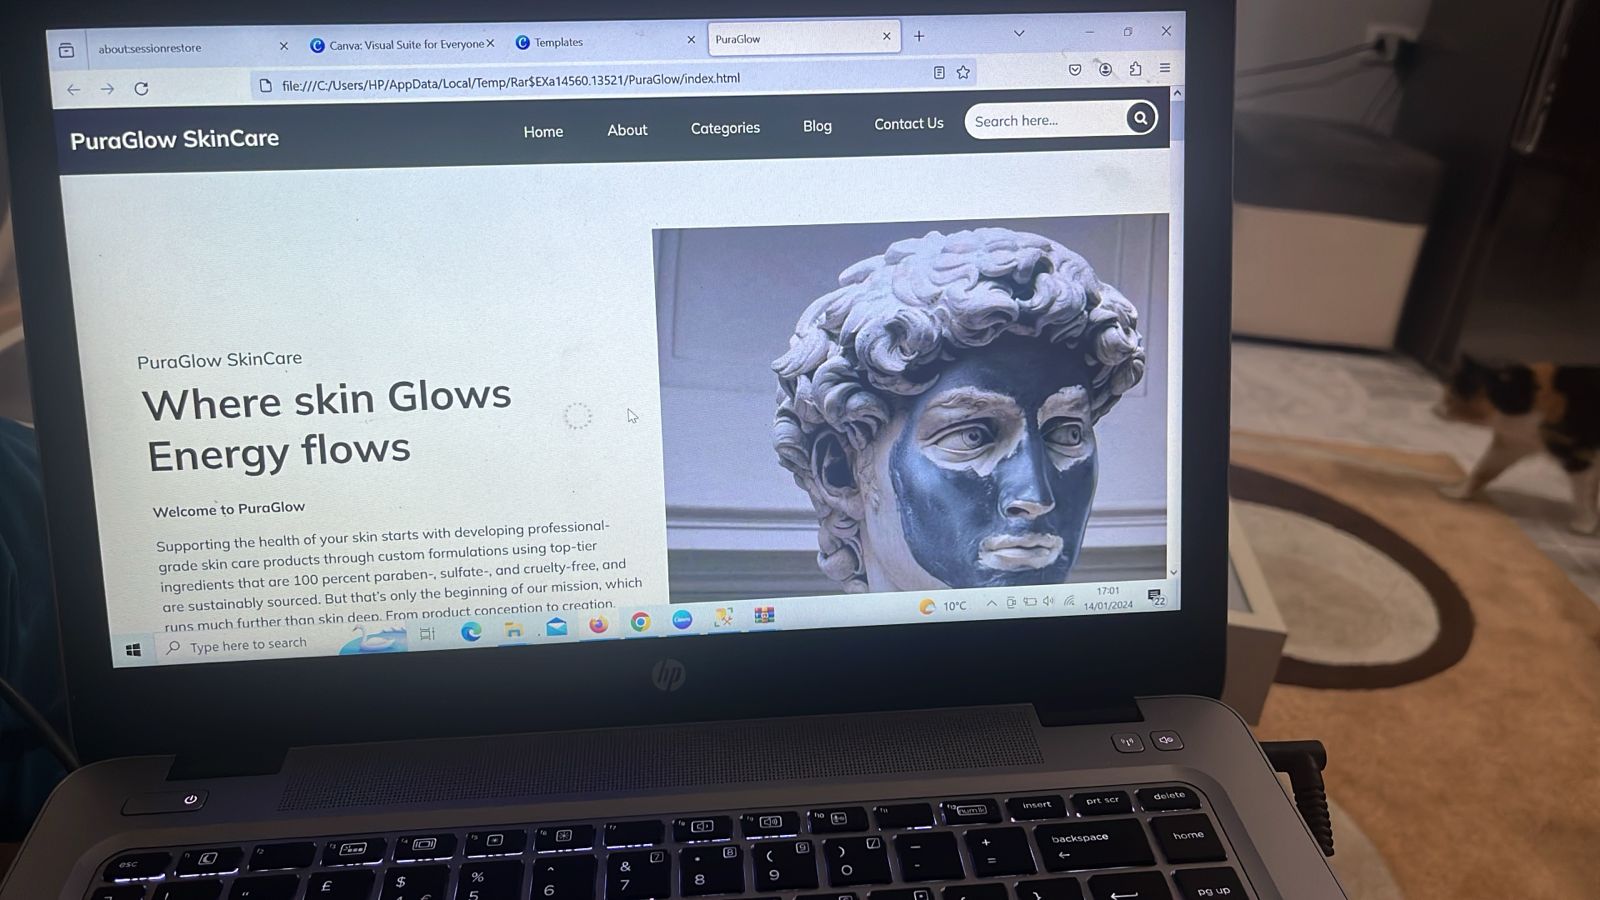 about:sessionrestore
Canva: Visual Suite for Everyone
Templates
PuraGlow
file:///C:/Users/HP/AppData/Local/Temp/Rar$EXa14560.13521/PuraGlow/index.html
PuraGlow SkinCare
Home
About
Categories
Blog
Contact Us
Search here...
PuraGlow SkinCare
Where skin Glows
Energy flows
Welcome to PuraGlow
Supporting the health of your skin starts with developing professional-
grade skin care products through custom formulations using top-tier
ingredients that are 100 percent paraben-, sulfate-, and cruelty-free, and
are sustainably sourced. But that's only the beginning of our mission, which
runs much further than skin deep. From product conception to creation,
Type here to search
10°C
17:01
14/01/2024
22
hp
insert
prt scr
delete
esc
backspace
home
£
$
%
5
^
6
&
7
*
8
(
9
)
0
-
+
=
pg up